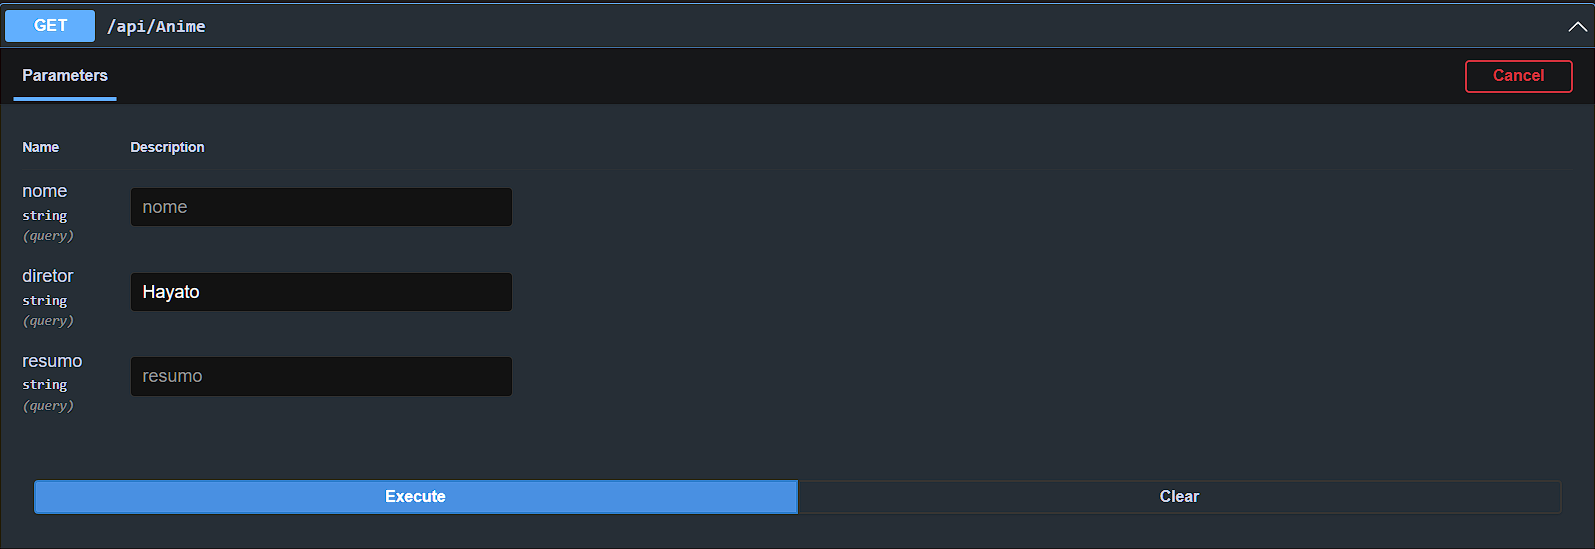 GET /api/Anime
Parameters
Cancel
Name Description
nome
string
(query)
nome
diretor
string
(query)
Hayato
resumo
string
(query)
resumo
Execute
Clear